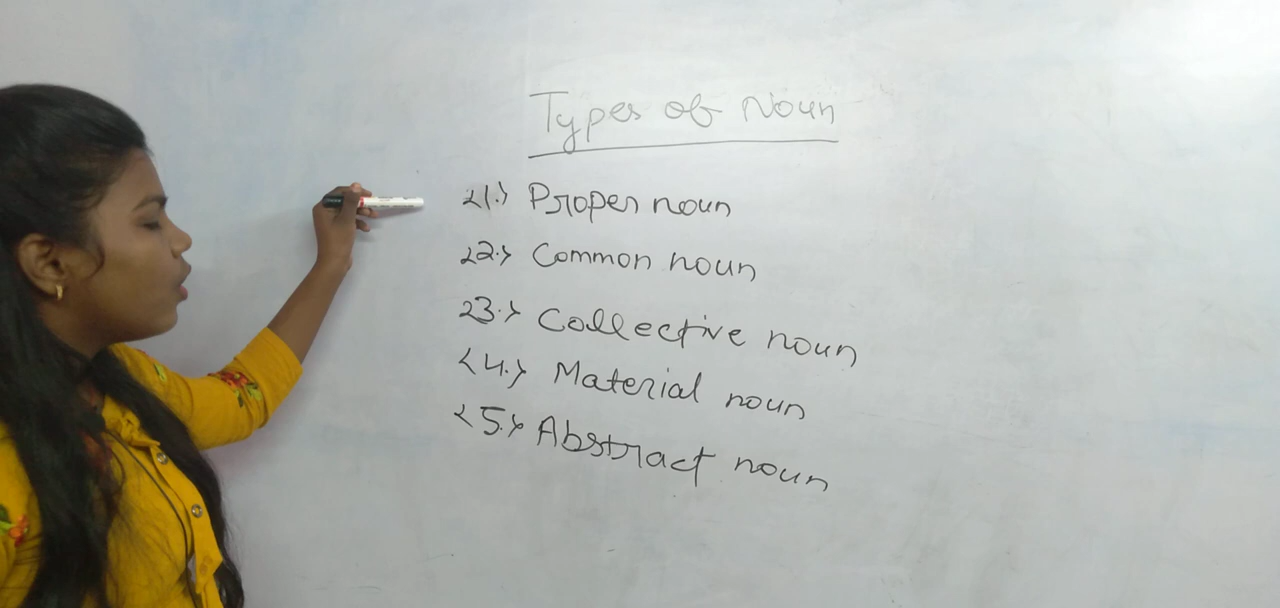 Types of Noun
<1.> Proper noun
<2.> Common noun
<3.> Collective noun
<4.> Material noun
<5.> Abstract noun